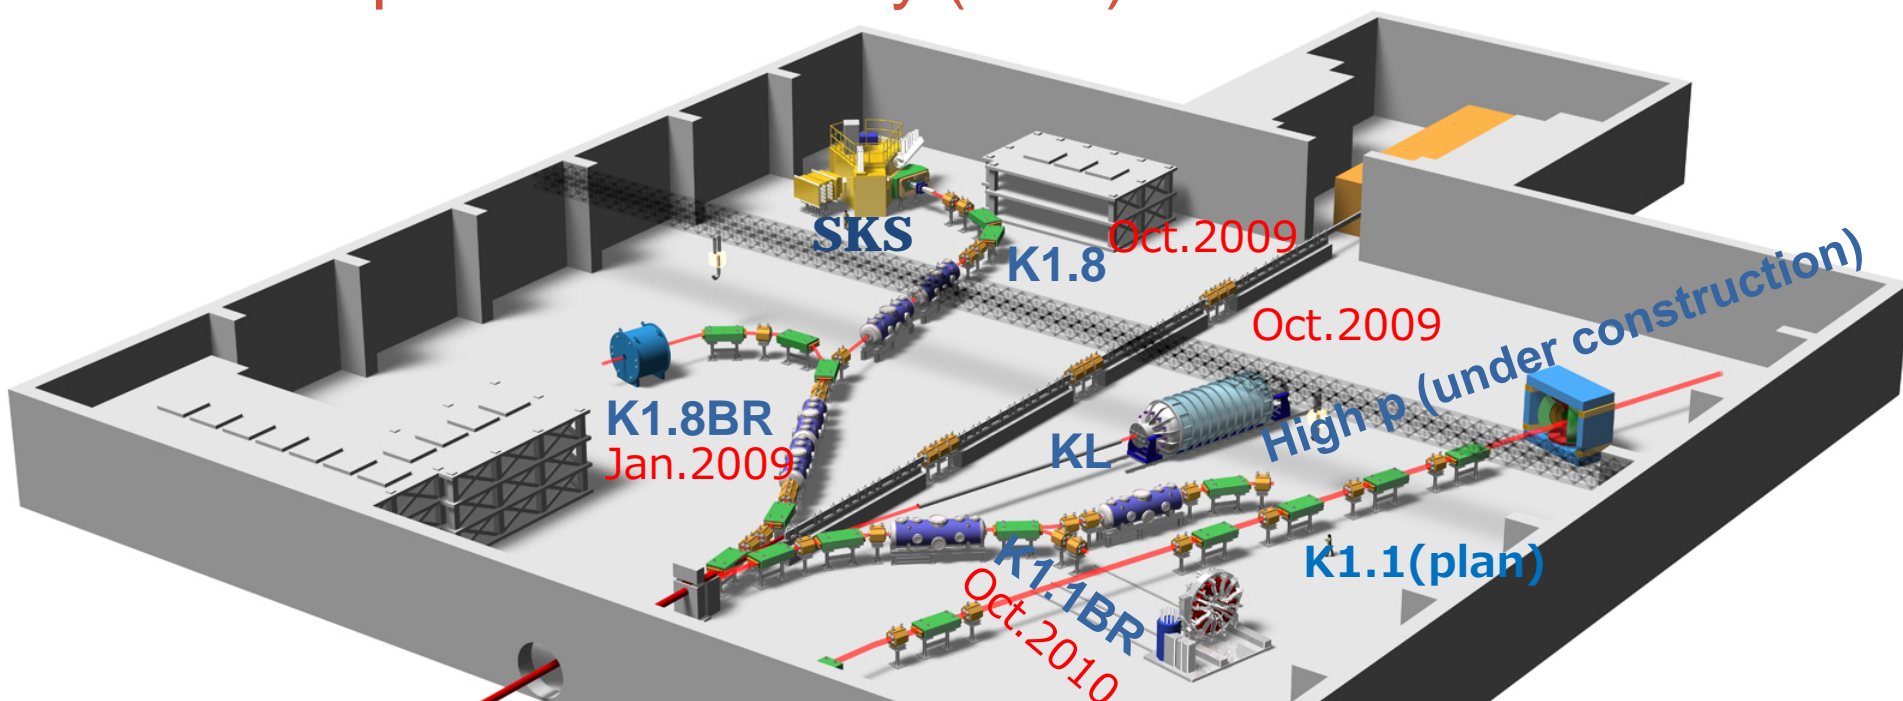 SKS
Oct.2009
K1.8
Oct.2009
High p (under construction)
K1.8BR
Jan.2009
KL
K1.1(plan)
K1.1BR
Oct.2010